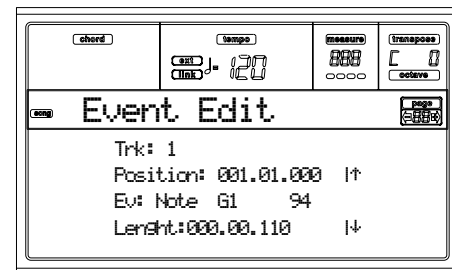 chord tempo measure transpose
ext link ♩= 120 888 C 0
octave
song Event Edit page 88
Trk: 1
Position: 001.01.000 |↑
Ev: Note G1 94
Lenght:000.00.110 |↓